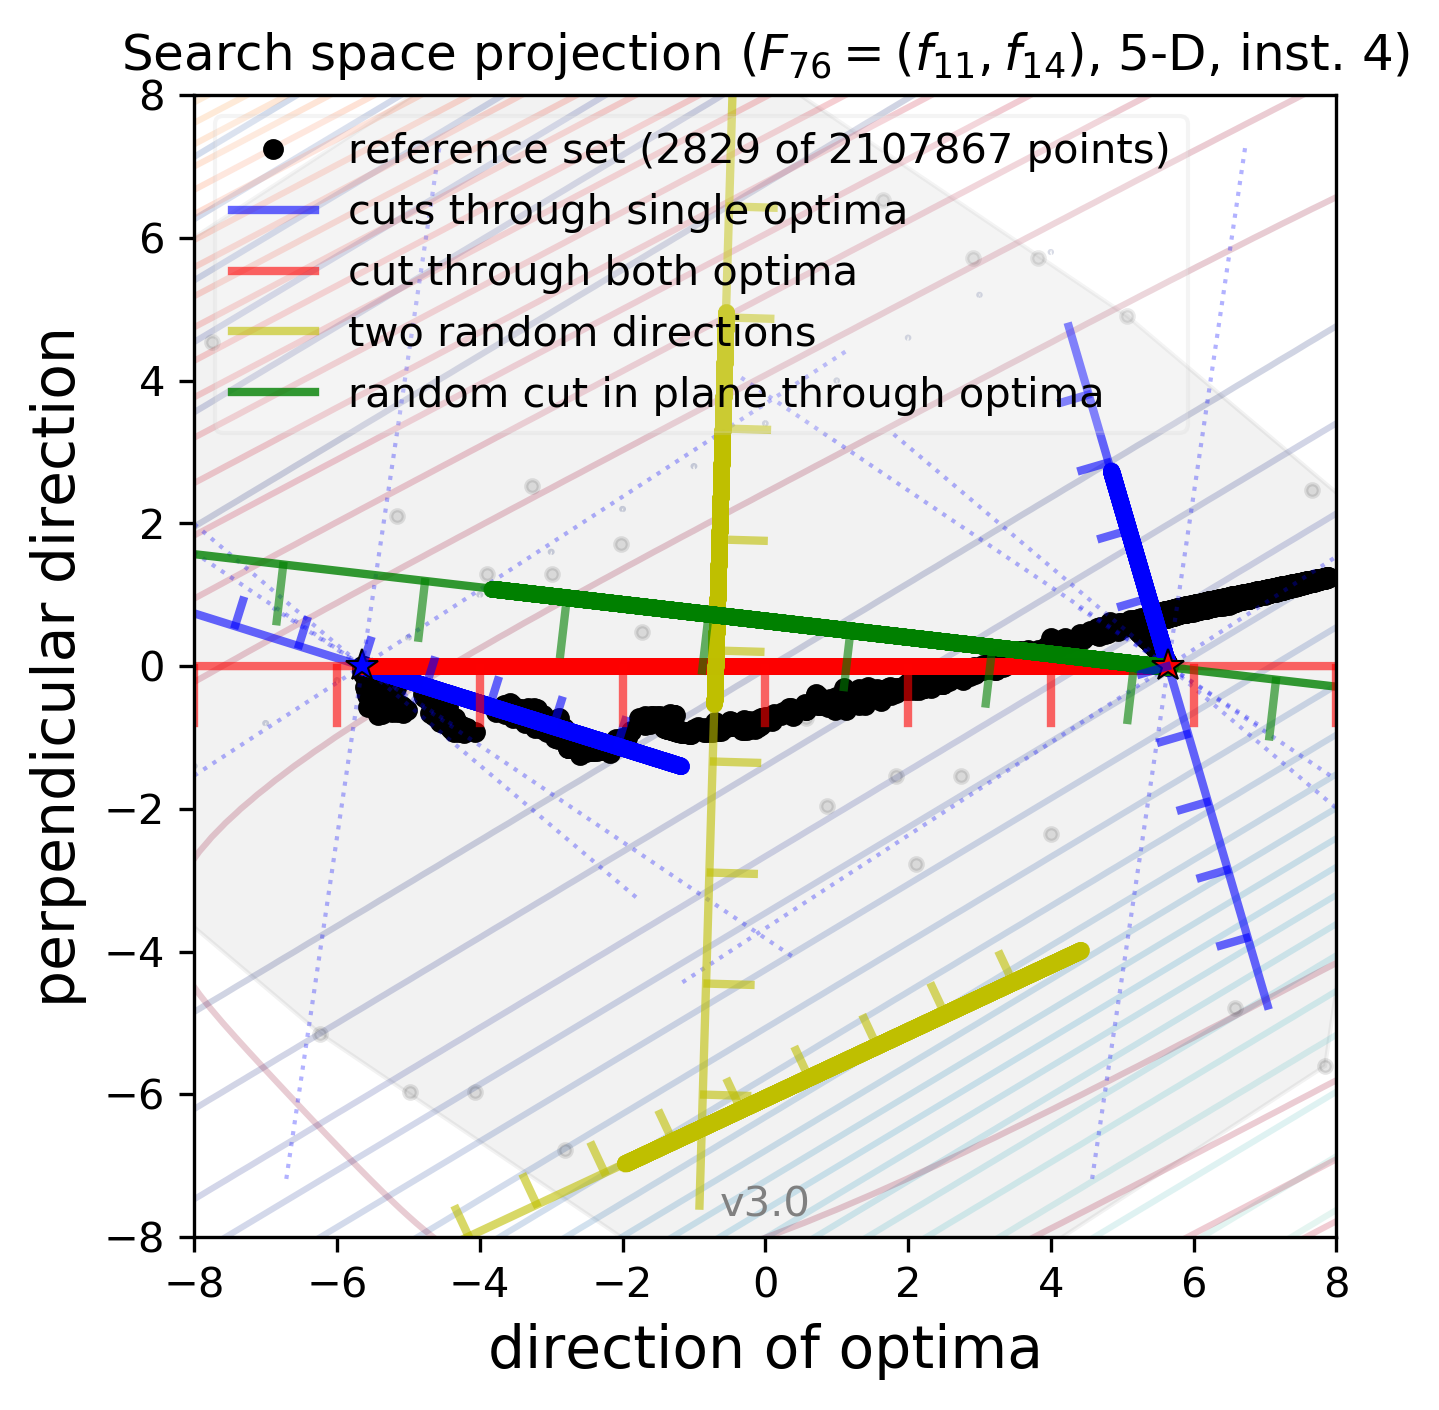 Search space projection (F₇₆ = (f₁₁, f₁₄), 5-D, inst. 4)
8
6
4
2
0
−2
−4
−6
−8
perpendicular direction
reference set (2829 of 2107867 points)
cuts through single optima
cut through both optima
two random directions
random cut in plane through optima
v3.0
−8 −6 −4 −2 0 2 4 6 8
direction of optima